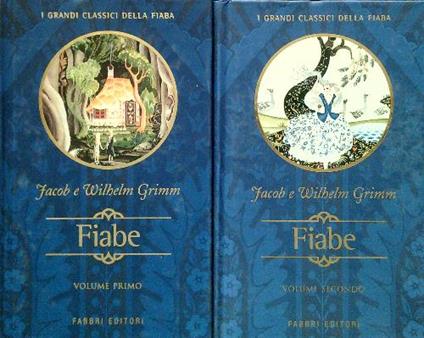 I GRANDI CLASSICI DELLA FIABA
Jacob e Wilhelm Grimm
Fiabe
VOLUME PRIMO
FABBRI EDITORI
I GRANDI CLASSICI DELLA FIABA
Jacob e Wilhelm Grimm
Fiabe
VOLUME SECONDO
FABBRI EDITORI